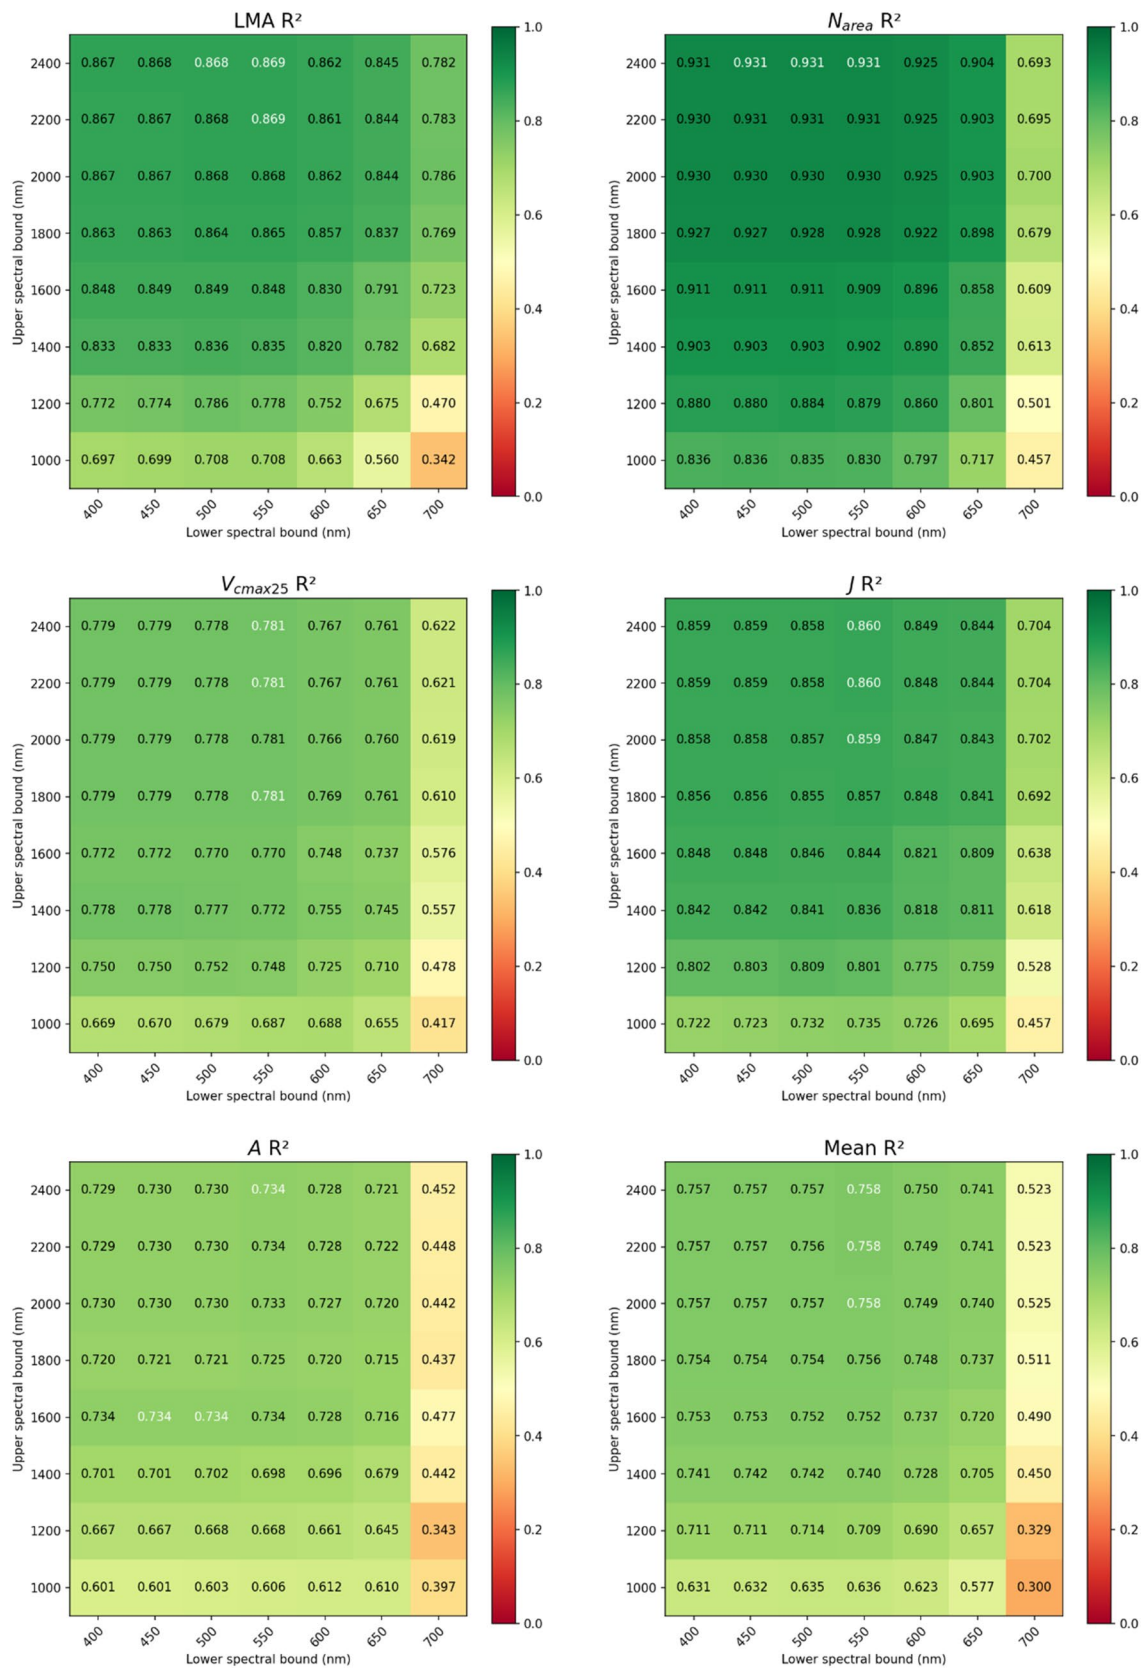 LMA R²
2400 0.867 0.868 0.868 0.869 0.862 0.845 0.782
2200 0.867 0.867 0.868 0.869 0.861 0.844 0.783
2000 0.867 0.867 0.868 0.868 0.862 0.844 0.786
1800 0.863 0.863 0.864 0.865 0.857 0.837 0.769
1600 0.848 0.849 0.849 0.848 0.830 0.791 0.723
1400 0.833 0.833 0.836 0.835 0.820 0.782 0.682
1200 0.772 0.774 0.786 0.778 0.752 0.675 0.470
1000 0.697 0.699 0.708 0.708 0.663 0.560 0.342
400 450 500 550 600 650 700
Lower spectral bound (nm)
Upper spectral bound (nm)
1.0
0.8
0.6
0.4
0.2
0.0
N_area R²
2400 0.931 0.931 0.931 0.931 0.925 0.904 0.693
2200 0.930 0.931 0.931 0.931 0.925 0.903 0.695
2000 0.930 0.930 0.930 0.930 0.925 0.903 0.700
1800 0.927 0.927 0.928 0.928 0.922 0.898 0.679
1600 0.911 0.911 0.911 0.909 0.896 0.858 0.609
1400 0.903 0.903 0.903 0.902 0.890 0.852 0.613
1200 0.880 0.880 0.884 0.879 0.860 0.801 0.501
1000 0.836 0.836 0.835 0.830 0.797 0.717 0.457
400 450 500 550 600 650 700
Lower spectral bound (nm)
Upper spectral bound (nm)
1.0
0.8
0.6
0.4
0.2
0.0
V_cmax25 R²
2400 0.779 0.779 0.778 0.781 0.767 0.761 0.622
2200 0.779 0.779 0.778 0.781 0.767 0.761 0.621
2000 0.779 0.779 0.778 0.781 0.766 0.760 0.619
1800 0.779 0.779 0.778 0.781 0.769 0.761 0.610
1600 0.772 0.772 0.770 0.770 0.748 0.737 0.576
1400 0.778 0.778 0.777 0.772 0.755 0.745 0.557
1200 0.750 0.750 0.752 0.748 0.725 0.710 0.478
1000 0.669 0.670 0.679 0.687 0.688 0.655 0.417
400 450 500 550 600 650 700
Lower spectral bound (nm)
Upper spectral bound (nm)
1.0
0.8
0.6
0.4
0.2
0.0
J R²
2400 0.859 0.859 0.858 0.860 0.849 0.844 0.704
2200 0.859 0.859 0.858 0.860 0.848 0.844 0.704
2000 0.858 0.858 0.857 0.859 0.847 0.843 0.702
1800 0.856 0.856 0.855 0.857 0.848 0.841 0.692
1600 0.848 0.848 0.846 0.844 0.821 0.809 0.638
1400 0.842 0.842 0.841 0.836 0.818 0.811 0.618
1200 0.802 0.803 0.809 0.801 0.775 0.759 0.528
1000 0.722 0.723 0.732 0.735 0.726 0.695 0.457
400 450 500 550 600 650 700
Lower spectral bound (nm)
Upper spectral bound (nm)
1.0
0.8
0.6
0.4
0.2
0.0
A R²
2400 0.729 0.730 0.730 0.734 0.728 0.721 0.452
2200 0.729 0.730 0.730 0.734 0.728 0.722 0.448
2000 0.730 0.730 0.730 0.733 0.727 0.720 0.442
1800 0.720 0.721 0.721 0.725 0.720 0.715 0.437
1600 0.734 0.734 0.734 0.734 0.728 0.716 0.477
1400 0.701 0.701 0.702 0.698 0.696 0.679 0.442
1200 0.667 0.667 0.668 0.668 0.661 0.645 0.343
1000 0.601 0.601 0.603 0.606 0.612 0.610 0.397
400 450 500 550 600 650 700
Lower spectral bound (nm)
Upper spectral bound (nm)
1.0
0.8
0.6
0.4
0.2
0.0
Mean R²
2400 0.757 0.757 0.757 0.758 0.750 0.741 0.523
2200 0.757 0.757 0.756 0.758 0.749 0.741 0.523
2000 0.757 0.757 0.757 0.758 0.749 0.740 0.525
1800 0.754 0.754 0.754 0.756 0.748 0.737 0.511
1600 0.753 0.753 0.752 0.752 0.737 0.720 0.490
1400 0.741 0.742 0.742 0.740 0.728 0.705 0.450
1200 0.711 0.711 0.714 0.709 0.690 0.657 0.329
1000 0.631 0.632 0.635 0.636 0.623 0.577 0.300
400 450 500 550 600 650 700
Lower spectral bound (nm)
Upper spectral bound (nm)
1.0
0.8
0.6
0.4
0.2
0.0